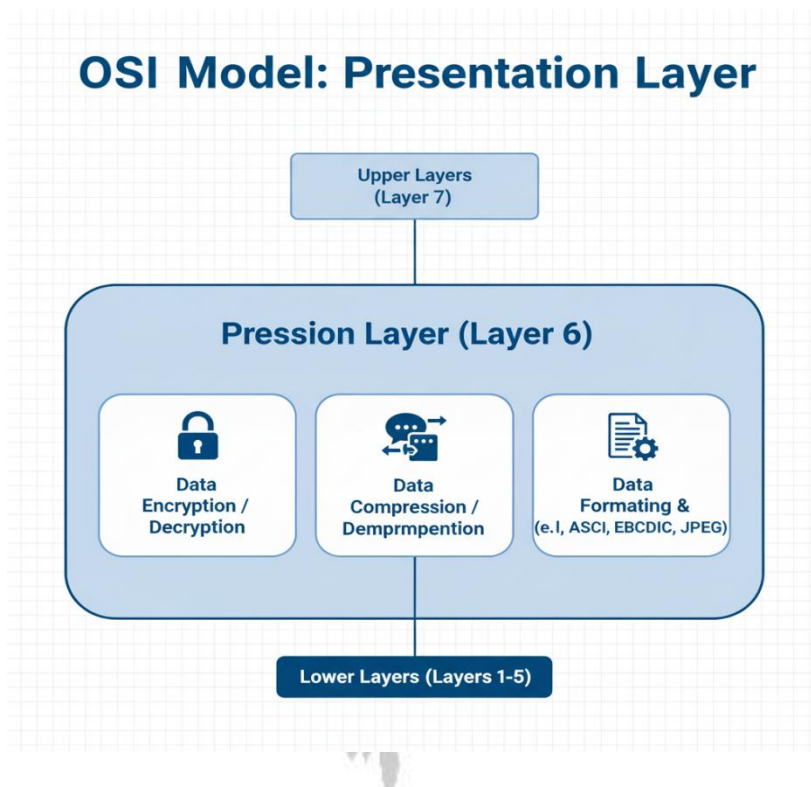 OSI Model: Presentation Layer
Upper Layers
(Layer 7)
Pression Layer (Layer 6)
Data
Encryption /
Decryption
Data
Compression /
Demprmpention
Data
Formating &
(e.l, ASCI, EBCDIC, JPEG)
Lower Layers (Layers 1-5)